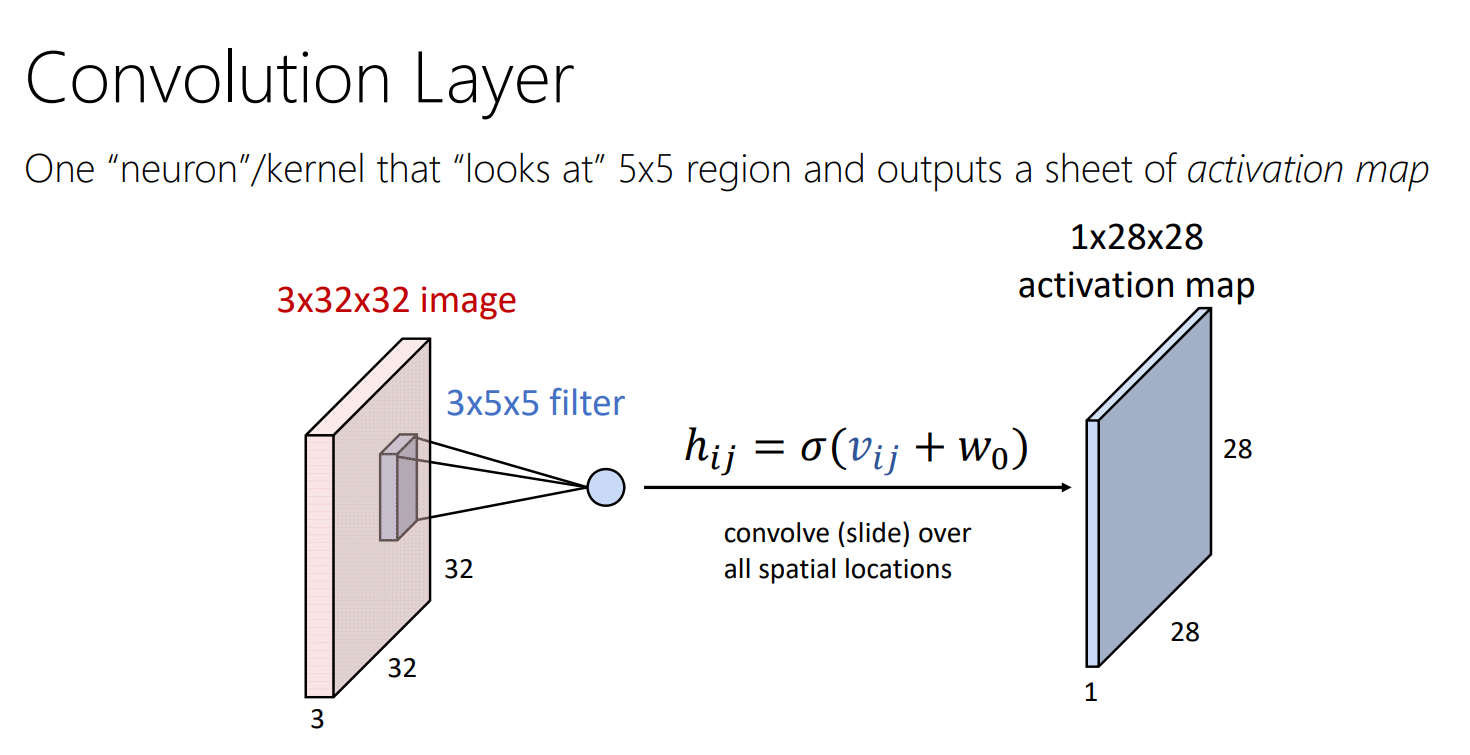 Convolution Layer
One “neuron”/kernel that “looks at” 5x5 region and outputs a sheet of activation map
1x28x28
activation map
3x32x32 image
3x5x5 filter
h_{ij} = σ(v_{ij} + w_0)
28
convolve (slide) over
all spatial locations
32
28
32
1
3